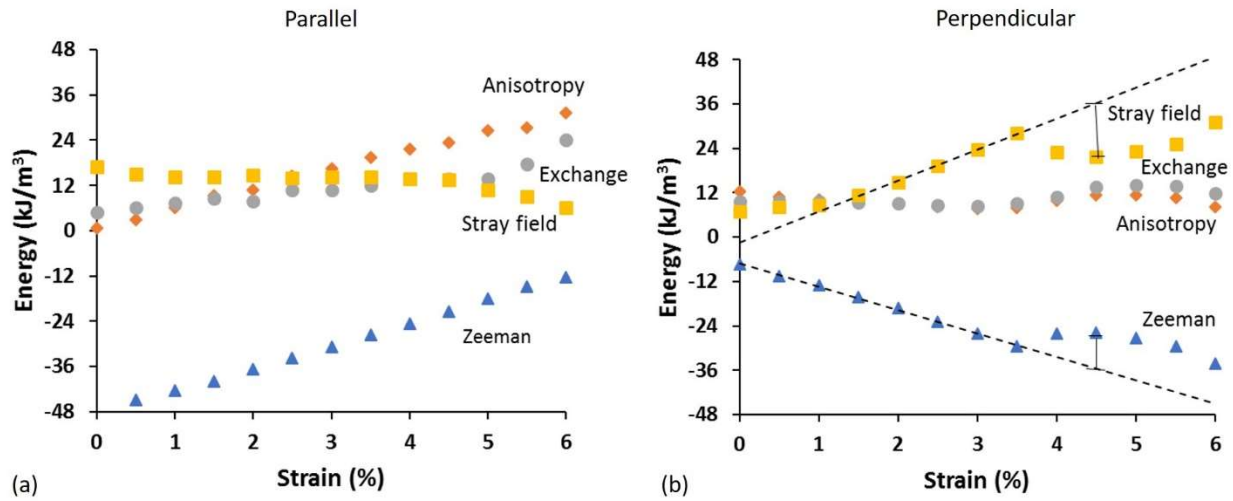 Parallel
48
36
24
12
0
-12
-24
-36
-48
Energy (kJ/m³)
Anisotropy
Exchange
Stray field
Zeeman
0 1 2 3 4 5 6
Strain (%)
(a)
Perpendicular
48
36
24
12
0
-12
-24
-36
-48
Energy (kJ/m³)
Stray field
Exchange
Anisotropy
Zeeman
0 1 2 3 4 5 6
Strain (%)
(b)